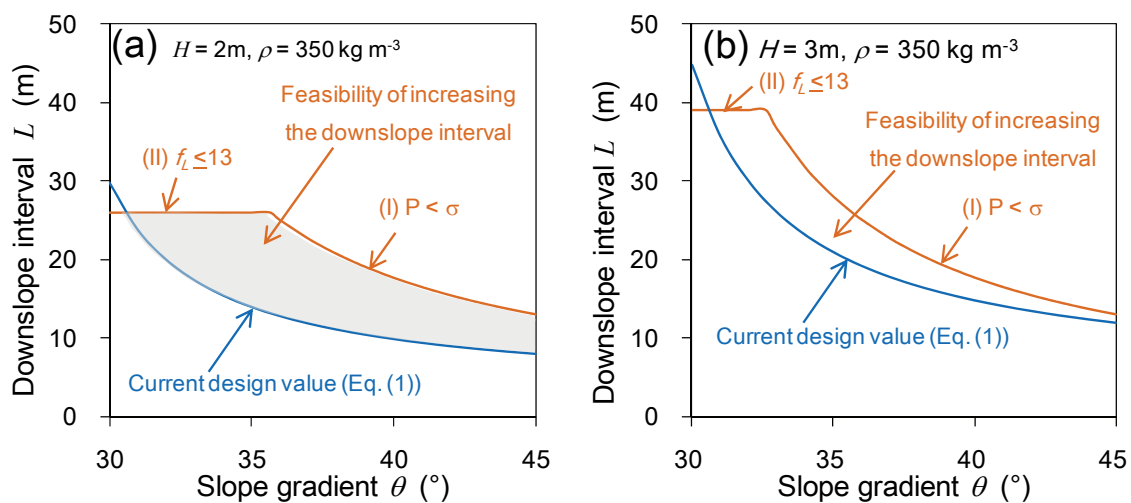 (a) H = 2m, ρ = 350 kg m-3
Downslope interval L (m)
50
40
30
20
10
0
Feasibility of increasing
the downslope interval
(II) fL ≤13
(I) P < σ
Current design value (Eq. (1))
30 35 40 45
Slope gradient θ (°)
(b) H = 3m, ρ = 350 kg m-3
Downslope interval L (m)
50
40
30
20
10
0
(II) fL ≤13
Feasibility of increasing
the downslope interval
(I) P < σ
Current design value (Eq. (1))
30 35 40 45
Slope gradient θ (°)